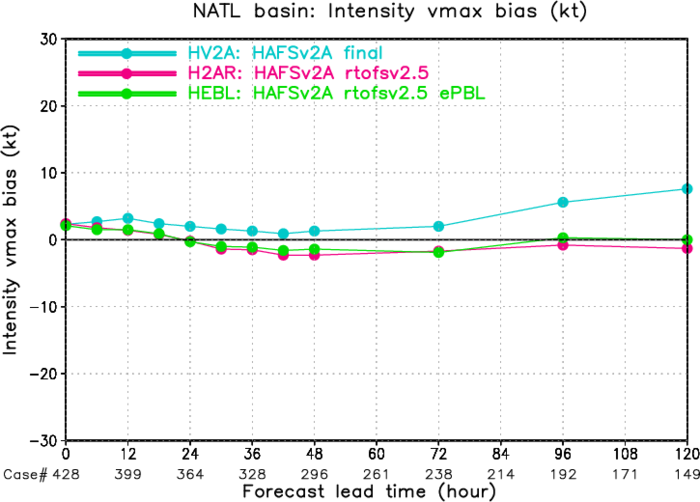 NATL basin: Intensity vmax bias (kt)
HV2A: HAFSv2A final
H2AR: HAFSv2A rtofsv2.5
HEBL: HAFSv2A rtofsv2.5 ePBL
Intensity vmax bias (kt)
30
20
10
0
−10
−20
−30
0 12 24 36 48 60 72 84 96 108 120
Case# 428 399 364 328 296 261 238 214 192 171 149
Forecast lead time (hour)